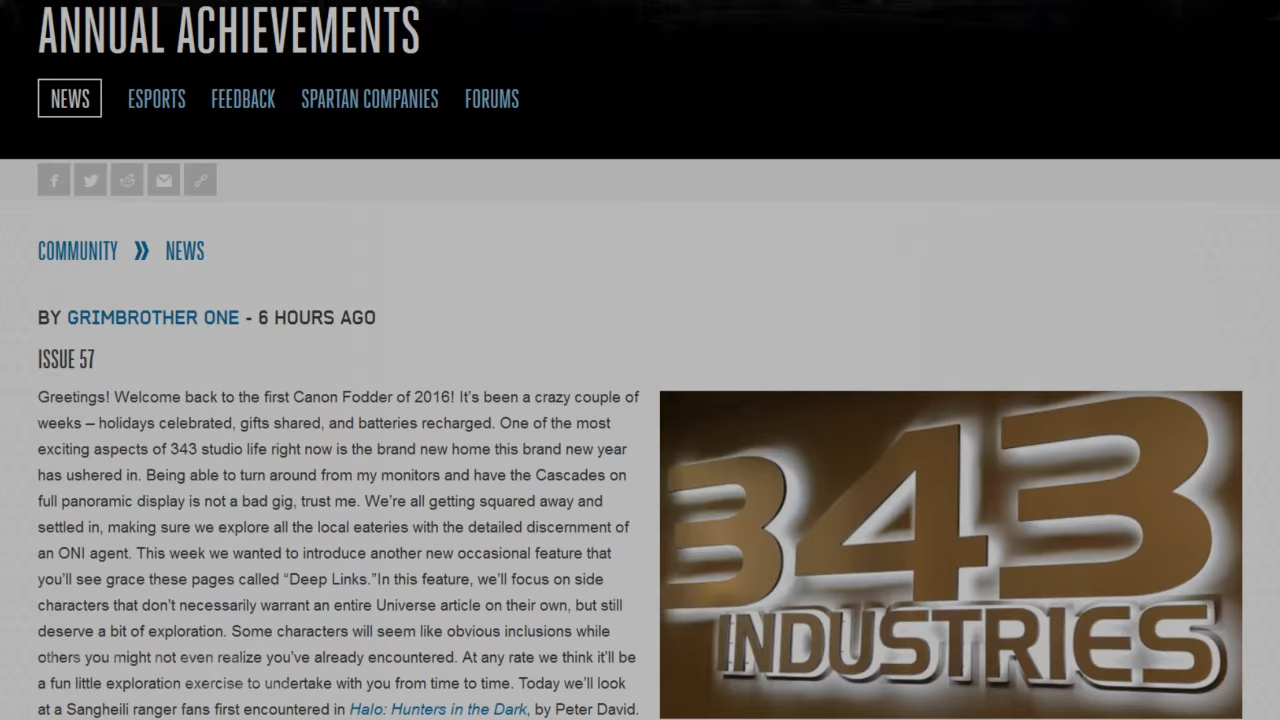 ANNUAL ACHIEVEMENTS
NEWS ESPORTS FEEDBACK SPARTAN COMPANIES FORUMS
COMMUNITY » NEWS
BY GRIMBROTHER ONE - 6 HOURS AGO
ISSUE 57
Greetings! Welcome back to the first Canon Fodder of 2016! It's been a crazy couple of
weeks – holidays celebrated, gifts shared, and batteries recharged. One of the most
exciting aspects of 343 studio life right now is the brand new home this brand new year
has ushered in. Being able to turn around from my monitors and have the Cascades on
full panoramic display is not a bad gig, trust me. We're all getting squared away and
settled in, making sure we explore all the local eateries with the detailed discernment of
an ONI agent. This week we wanted to introduce another new occasional feature that
you'll see grace these pages called “Deep Links.”In this feature, we'll focus on side
characters that don't necessarily warrant an entire Universe article on their own, but still
deserve a bit of exploration. Some characters will seem like obvious inclusions while
others you might not even realize you've already encountered. At any rate we think it'll be
a fun little exploration exercise to undertake with you from time to time. Today we'll look
at a Sangheili ranger fans first encountered in Halo: Hunters in the Dark, by Peter David.
343
INDUSTRIES